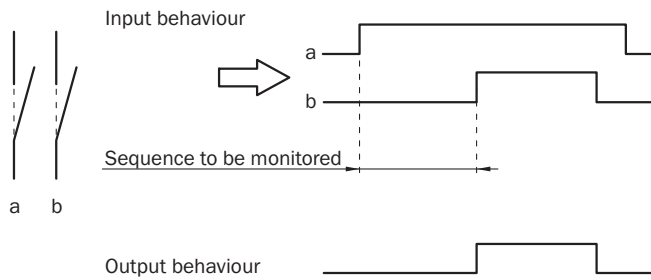 Input behaviour
a
b
Sequence to be monitored
a b
Output behaviour